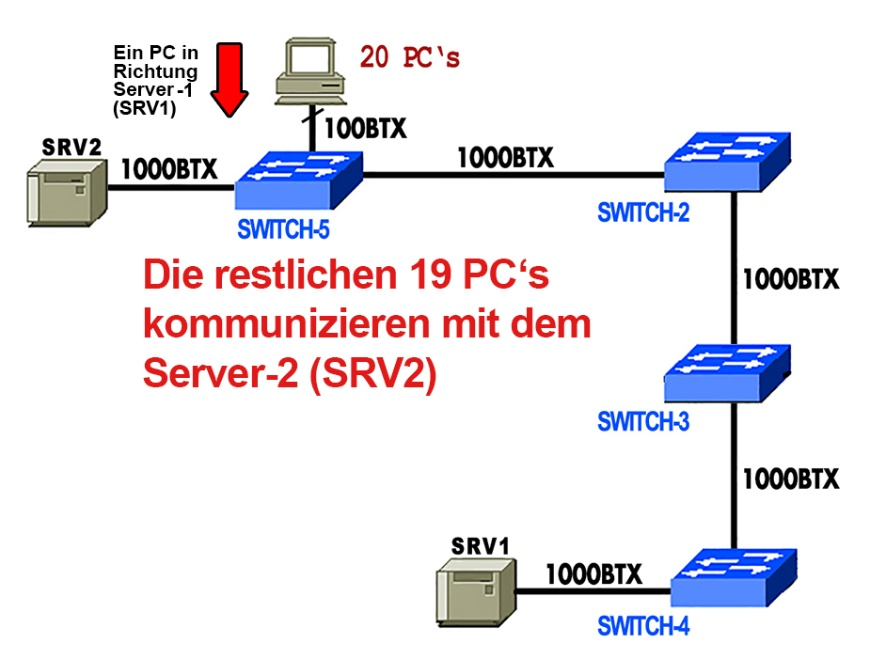 Ein PC in
Richtung
Server-1
(SRV1)
20 PC's
100BTX
SRV2
1000BTX
1000BTX
SWITCH-5
SWITCH-2
Die restlichen 19 PC‘s
kommunizieren mit dem
Server-2 (SRV2)
1000BTX
SWITCH-3
1000BTX
SRV1
1000BTX
SWITCH-4